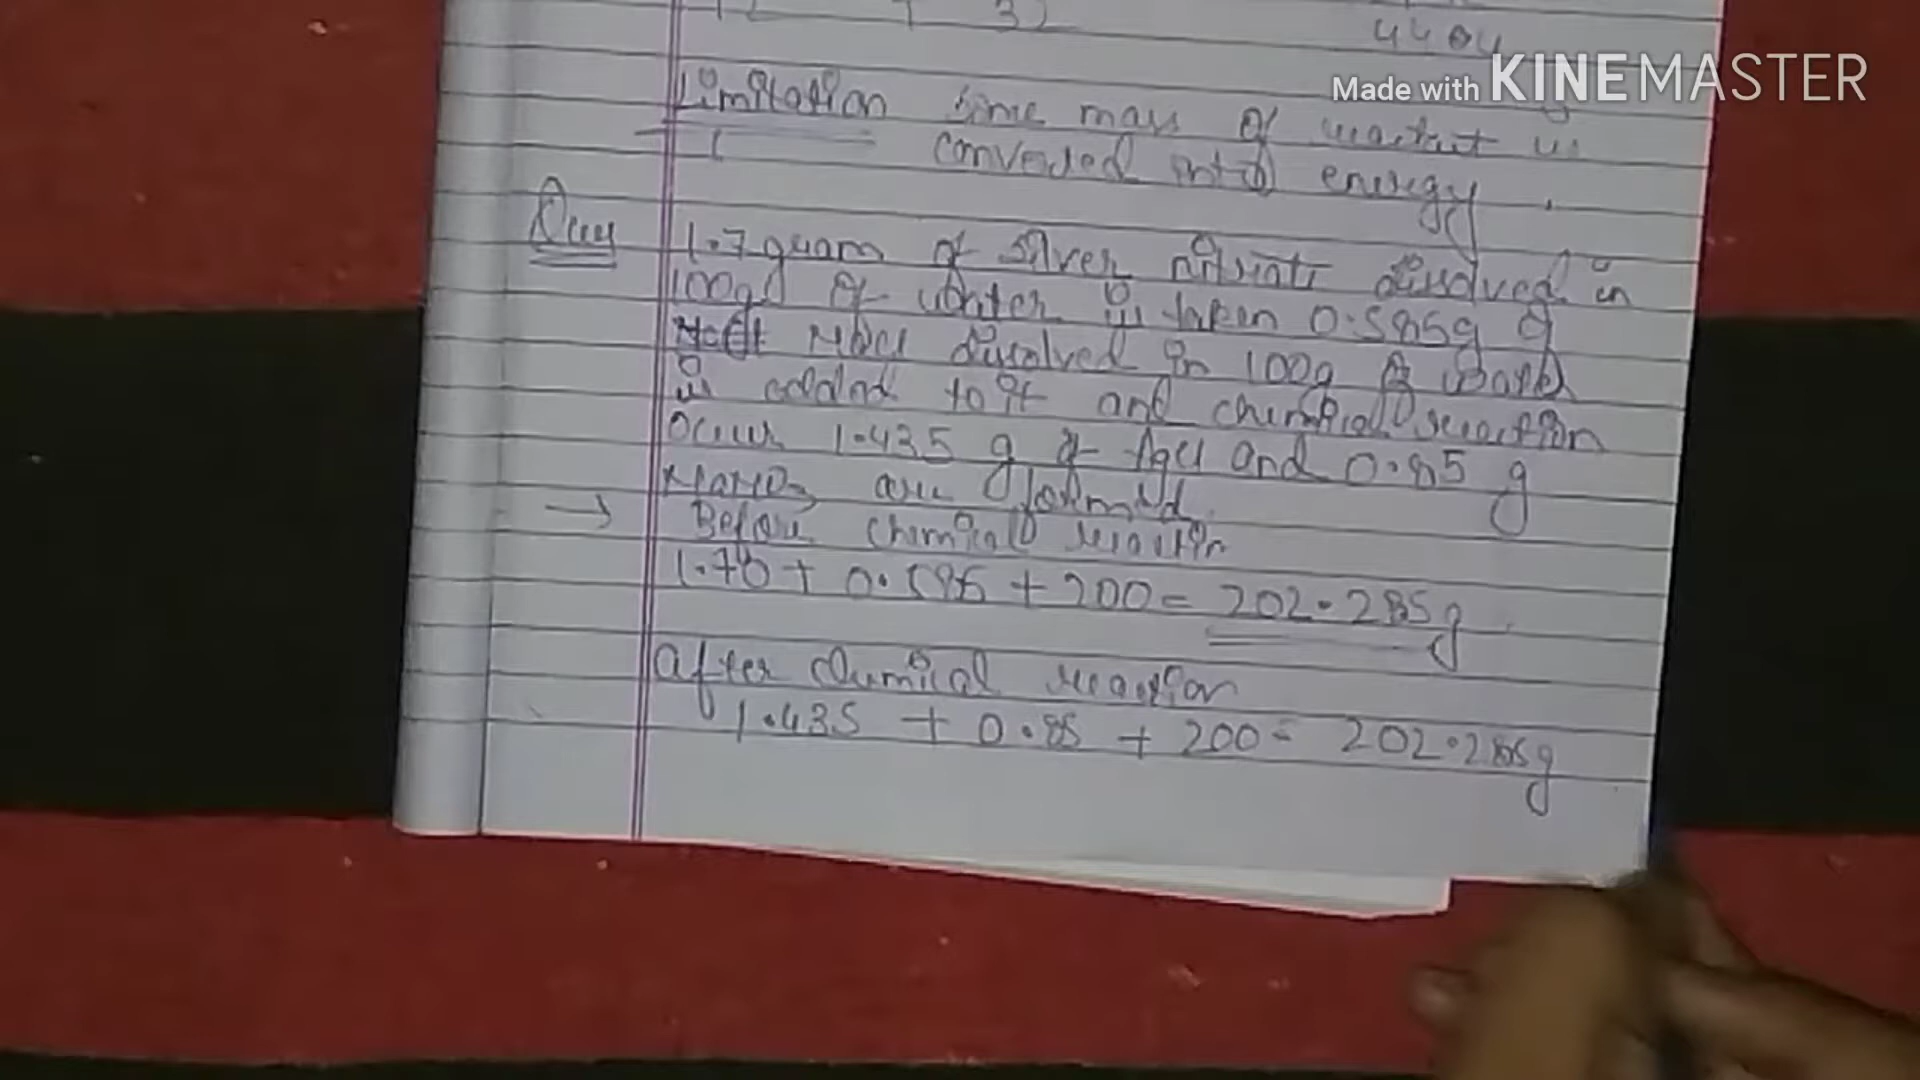 4404
Made with KINEMASTER
Limitation some mass of reactant is
converted into energy.
Ques 1.7 gram of silver nitrate dissolved in
100g of water is taken 0.585g of
NaCl dissolved in 100g of water
is added to it and chemical reaction
occur 1.435 g of AgCl and 0.85 g
NaNO3 are formed.
→ Before chemical reaction
1.70 + 0.585 + 200 = 202.285g
After chemical reaction
1.435 + 0.85 + 200 = 202.285g